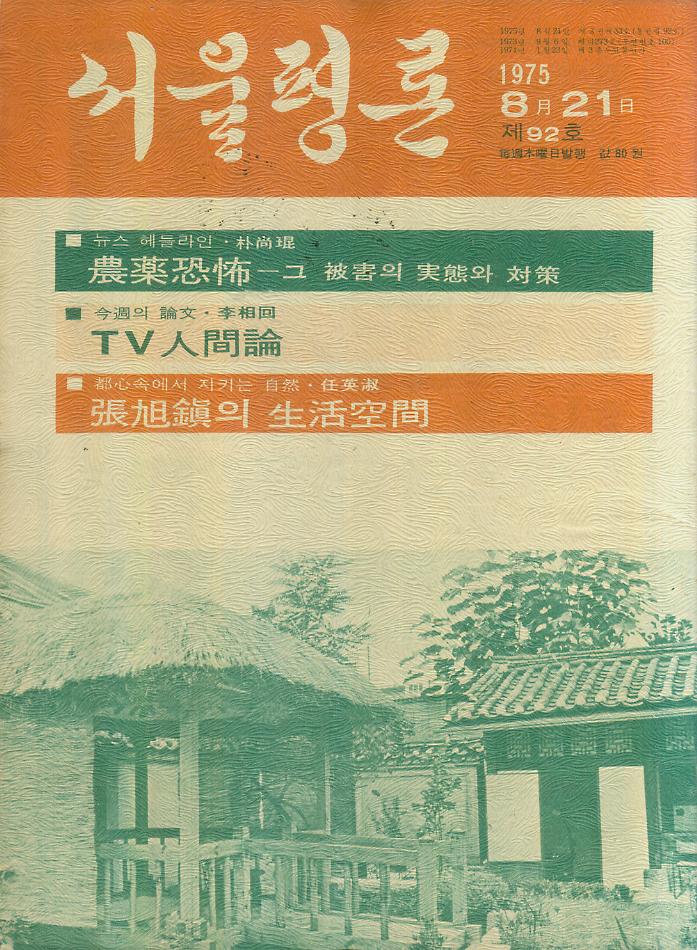 서울평론
1975
8月21日
제92호
毎週木曜日발행 값 80 원
■ 뉴스 헤들라인 · 朴尚琨
農薬恐怖－그 被害의 実態와 対策
■ 今週의 論文 · 李相回
TV人間論
■ 都心속에서 지키는 自然 · 任英淑
張旭鎭의 生活空間